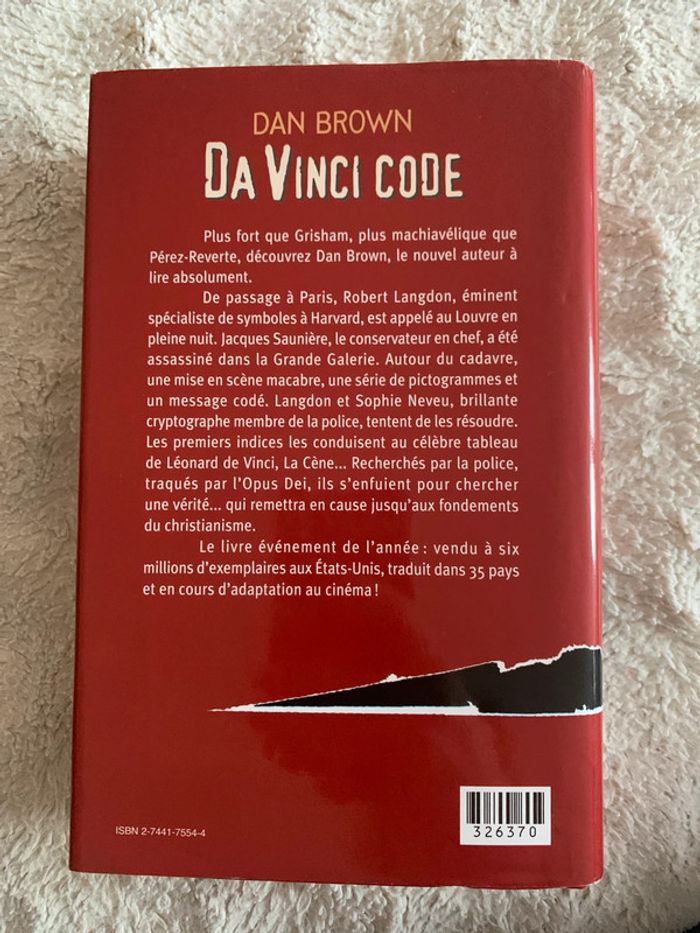 DAN BROWN
DA VINCI CODE
Plus fort que Grisham, plus machiavélique que
Pérez-Reverte, découvrez Dan Brown, le nouvel auteur à
lire absolument.
De passage à Paris, Robert Langdon, éminent
spécialiste de symboles à Harvard, est appelé au Louvre en
pleine nuit. Jacques Saunière, le conservateur en chef, a été
assassiné dans la Grande Galerie. Autour du cadavre,
une mise en scène macabre, une série de pictogrammes et
un message codé. Langdon et Sophie Neveu, brillante
cryptographe membre de la police, tentent de les résoudre.
Les premiers indices les conduisent au célèbre tableau
de Léonard de Vinci, La Cène... Recherchés par la police,
traqués par l'Opus Dei, ils s'enfuient pour chercher
une vérité... qui remettra en cause jusqu'aux fondements
du christianisme.
Le livre événement de l'année : vendu à six
millions d'exemplaires aux États-Unis, traduit dans 35 pays
et en cours d'adaptation au cinéma !
ISBN 2-7441-7554-4
326370